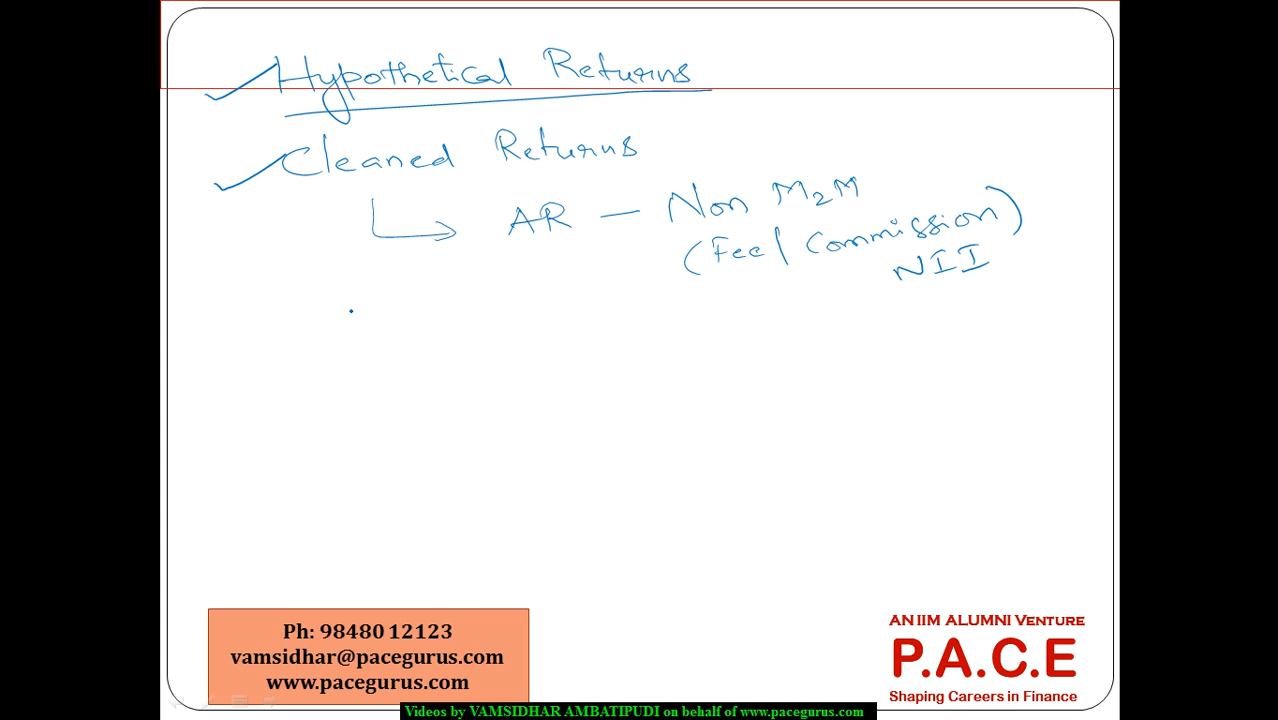 Hypothetical Returns
Cleaned Returns
AR - Non M2M
(Fee/Commission)
NII
Ph: 98480 12123
vamsidhar@pacegurus.com
www.pacegurus.com
AN IIM ALUMNI VENTURE
P.A.C.E
Shaping Careers in Finance
Videos by VAMSIDHAR AMBATIPUDI on behalf of www.pacegurus.com